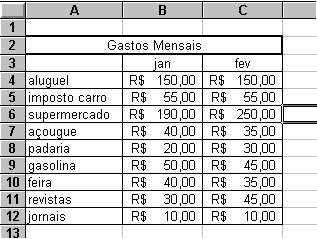 A B C
1
2 Gastos Mensais
3 jan fev
4 aluguel R$ 150,00 R$ 150,00
5 imposto carro R$ 55,00 R$ 55,00
6 supermercado R$ 190,00 R$ 250,00
7 açougue R$ 40,00 R$ 35,00
8 padaria R$ 20,00 R$ 30,00
9 gasolina R$ 50,00 R$ 45,00
10 feira R$ 40,00 R$ 35,00
11 revistas R$ 30,00 R$ 45,00
12 jornais R$ 10,00 R$ 10,00
13